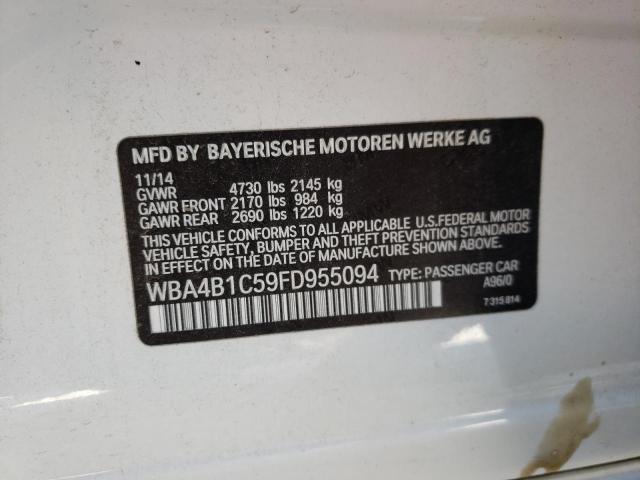 MFD BY BAYERISCHE MOTOREN WERKE AG
11/14
GVWR 4730 lbs 2145 kg
GAWR FRONT 2170 lbs 984 kg
GAWR REAR 2690 lbs 1220 kg
THIS VEHICLE CONFORMS TO ALL APPLICABLE U.S.FEDERAL MOTOR
VEHICLE SAFETY, BUMPER AND THEFT PREVENTION STANDARDS
IN EFFECT ON THE DATE OF MANUFACTURE SHOWN ABOVE.
WBA4B1C59FD955094 TYPE: PASSENGER CAR
A96/0
7 315 814